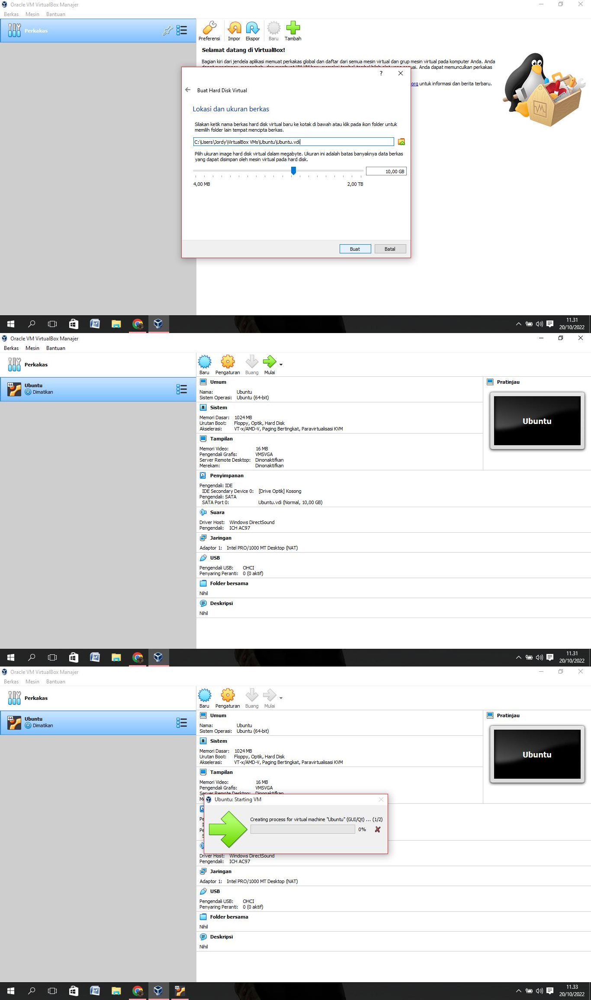 Oracle VM VirtualBox Manajer
Berkas Mesin Bantuan
Perkakas
Preferensi Impor Ekspor Baru Tambah
Selamat datang di VirtualBox!
Bagian kiri dari jendela aplikasi memuat perkakas global dan daftar dari semua mesin virtual dan grup mesin virtual pada komputer Anda. Anda
Anda dapat memunculkan perkakas
org untuk informasi dan berita terbaru.
?
Buat Hard Disk Virtual
Lokasi dan ukuran berkas
Silakan ketik nama berkas hard disk virtual baru ke kotak di bawah atau klik pada ikon folder untuk
memilih folder lain tempat mencipta berkas.
C:\Users\Jordy\VirtualBox VMs\Ubuntu\Ubuntu.vdi
Pilih ukuran image hard disk virtual dalam megabyte. Ukuran ini adalah batas banyaknya data berkas
yang dapat disimpan oleh mesin virtual pada hard disk.
10,00 GB
4,00 MB 2,00 TB
Buat Batal
11.31
20/10/2022
Oracle VM VirtualBox Manajer
Berkas Mesin Bantuan
Perkakas
Baru Pengaturan Buang Mulai
64 Ubuntu
Dimatikan
Umum
Nama: Ubuntu
Sistem Operasi: Ubuntu (64-bit)
Pratinjau
Ubuntu
Sistem
Memori Dasar: 1024 MB
Urutan Boot: Floppy, Optik, Hard Disk
Akselerasi: VT-x/AMD-V, Paging Bertingkat, Paravirtualisasi KVM
Tampilan
Memori Video: 16 MB
Pengendali Grafis: VMSVGA
Server Remote Desktop: Dinonaktifkan
Merekam: Dinonaktifkan
Penyimpanan
Pengendali: IDE
IDE Secondary Device 0: [Drive Optik] Kosong
Pengendali: SATA
SATA Port 0: Ubuntu.vdi (Normal, 10,00 GB)
Suara
Driver Host: Windows DirectSound
Pengendali: ICH AC97
Jaringan
Adaptor 1: Intel PRO/1000 MT Desktop (NAT)
USB
Pengendali USB: OHCI
Penyaring Peranti: 0 (0 aktif)
Folder bersama
Nihil
Deskripsi
Nihil
11.31
20/10/2022
Oracle VM VirtualBox Manajer
Berkas Mesin Bantuan
Perkakas
Baru Pengaturan Buang Mulai
64 Ubuntu
Dimatikan
Umum
Nama: Ubuntu
Sistem Operasi: Ubuntu (64-bit)
Pratinjau
Ubuntu
Sistem
Memori Dasar: 1024 MB
Urutan Boot: Floppy, Optik, Hard Disk
Akselerasi: VT-x/AMD-V, Paging Bertingkat, Paravirtualisasi KVM
Tampilan
Memori Video: 16 MB
Pengendali Grafis: VMSVGA
Server Remote Desktop: Dinonaktifkan
Ubuntu: Starting VM
Creating process for virtual machine "Ubuntu" (GUI/Qt) ... (1/2)
0%
Driver Host: Windows DirectSound
Pengendali: ICH AC97
Jaringan
Adaptor 1: Intel PRO/1000 MT Desktop (NAT)
USB
Pengendali USB: OHCI
Penyaring Peranti: 0 (0 aktif)
Folder bersama
Nihil
Deskripsi
Nihil
11.33
20/10/2022